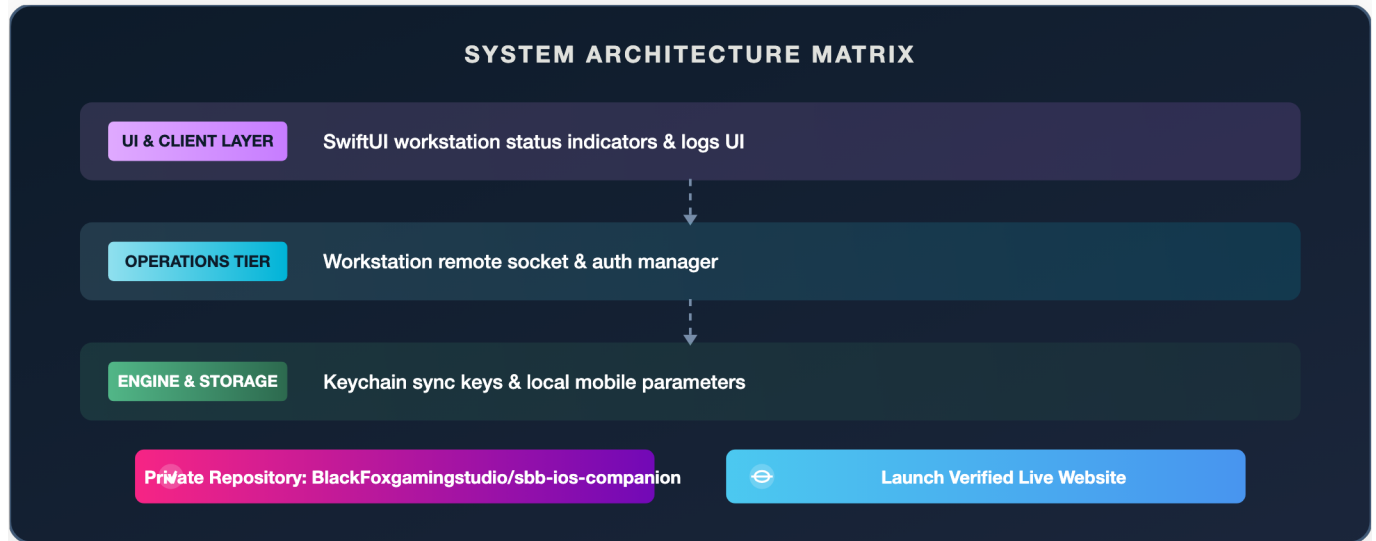 SYSTEM ARCHITECTURE MATRIX
UI & CLIENT LAYER
SwiftUI workstation status indicators & logs UI
OPERATIONS TIER
Workstation remote socket & auth manager
ENGINE & STORAGE
Keychain sync keys & local mobile parameters
Private Repository: BlackFoxgamingstudio/sbb-ios-companion
Launch Verified Live Website